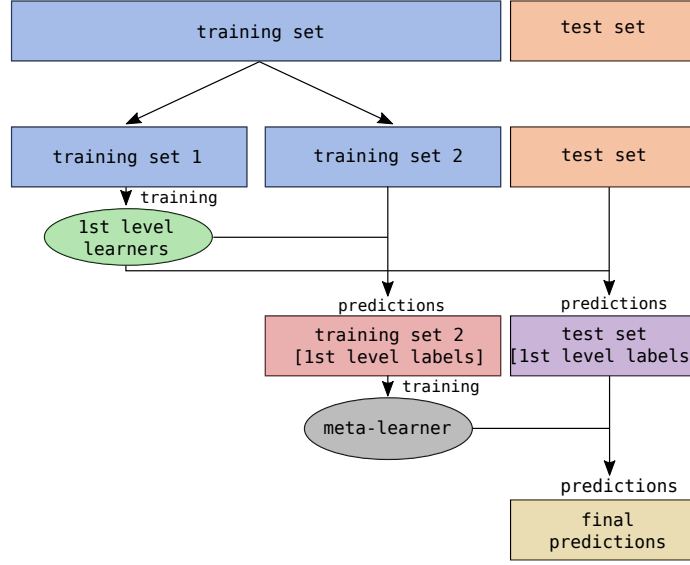 training set
test set
training set 1
training set 2
test set
training
1st level
learners
predictions
predictions
training set 2
[1st level labels]
test set
[1st level labels
training
meta-learner
predictions
final
predictions